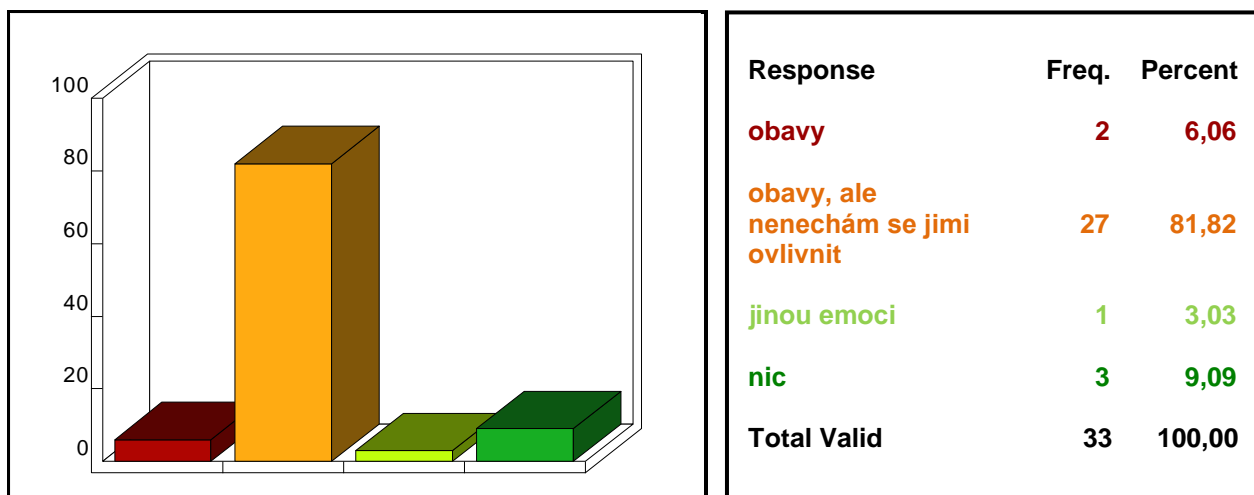 100
80
60
40
20
0
Response Freq. Percent
obavy 2 6,06
obavy, ale
nenechám se jimi 27 81,82
ovlivnit
jinou emoci 1 3,03
nic 3 9,09
Total Valid 33 100,00